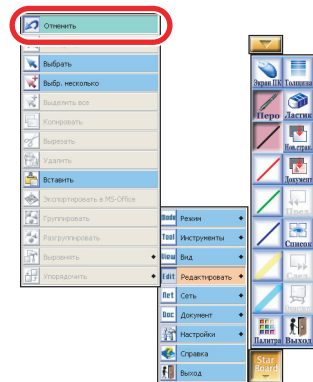 Отменить
Выбрать
Выбр. несколько
Выделить все
Копировать
Вырезать
Удалить
Вставить
Экспортировать в MS-Office
Группировать
Разгруппировать
Выровнять
Упорядочить
Mode Режим
Tool Инструменты
View Вид
Edit Редактировать
Net Сеть
Doc Документ
Настройки
Справка
Выход
Экран ПК Толщина
Перо Ластик
Нов.стран.
Документ
Пред.
Список
След.
Палитра Выход
Star
Board